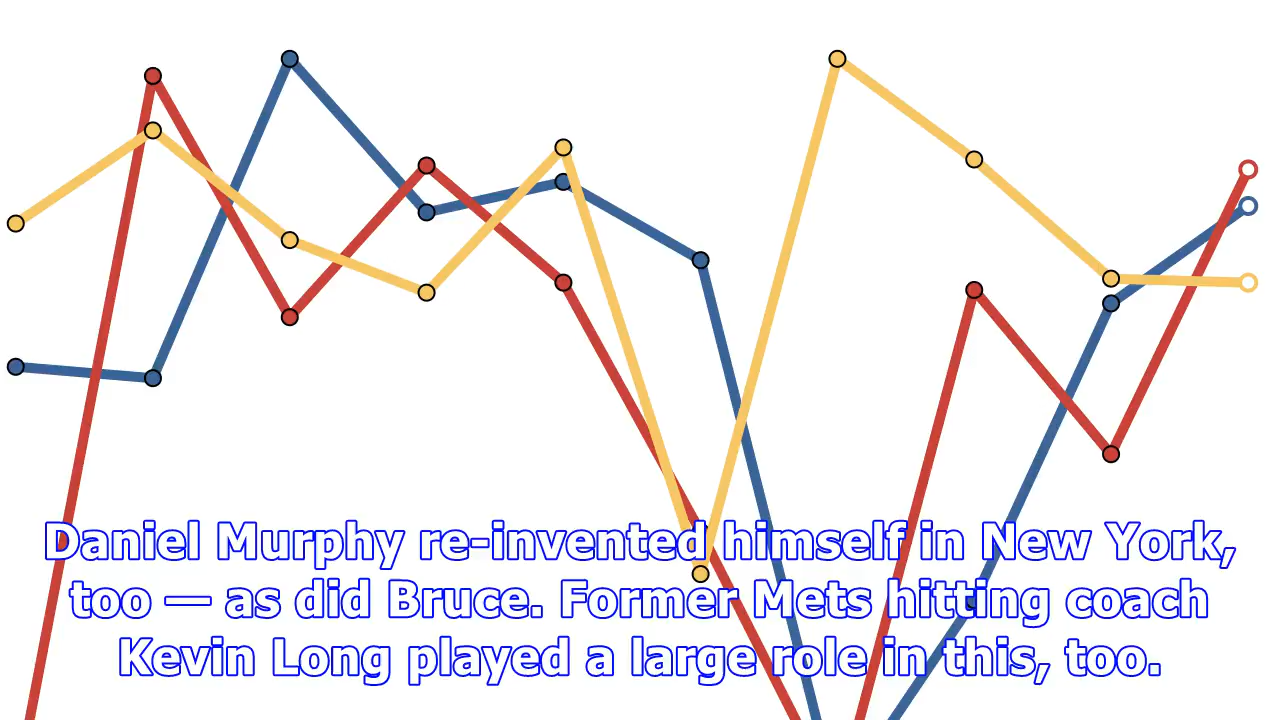 Daniel Murphy re-invented himself in New York,
too — as did Bruce. Former Mets hitting coach
Kevin Long played a large role in this, too.